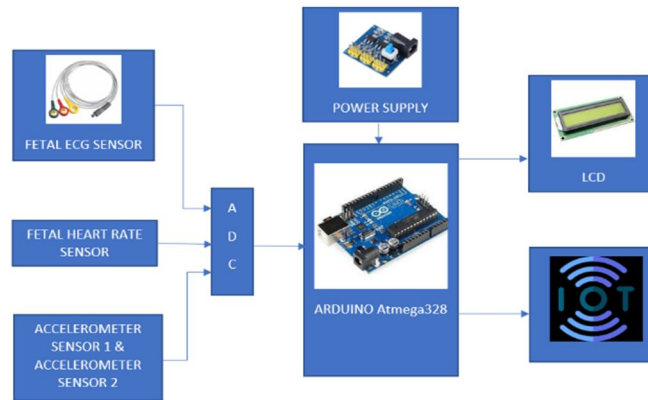 FETAL ECG SENSOR
FETAL HEART RATE
SENSOR
ACCELEROMETER
SENSOR 1 &
ACCELEROMETER
SENSOR 2
A
D
C
POWER SUPPLY
ARDUINO Atmega328
LCD
IOT